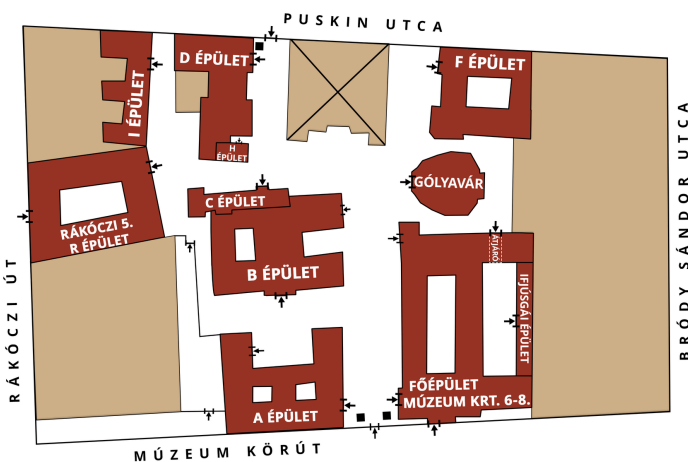 PUSKIN UTCA
D ÉPÜLET
F ÉPÜLET
I ÉPÜLET
H
ÉPÜLET
GÓLYAVÁR
C ÉPÜLET
RÁKÓCZI 5.
R ÉPÜLET
B ÉPÜLET
ÁTJÁRÓ
IFJÚSGÁI ÉPÜLET
FŐÉPÜLET
MÚZEUM KRT. 6-8.
A ÉPÜLET
RÁKÓCZI ÚT
BRÓDY SÁNDOR UTCA
MÚZEUM KÖRÚT